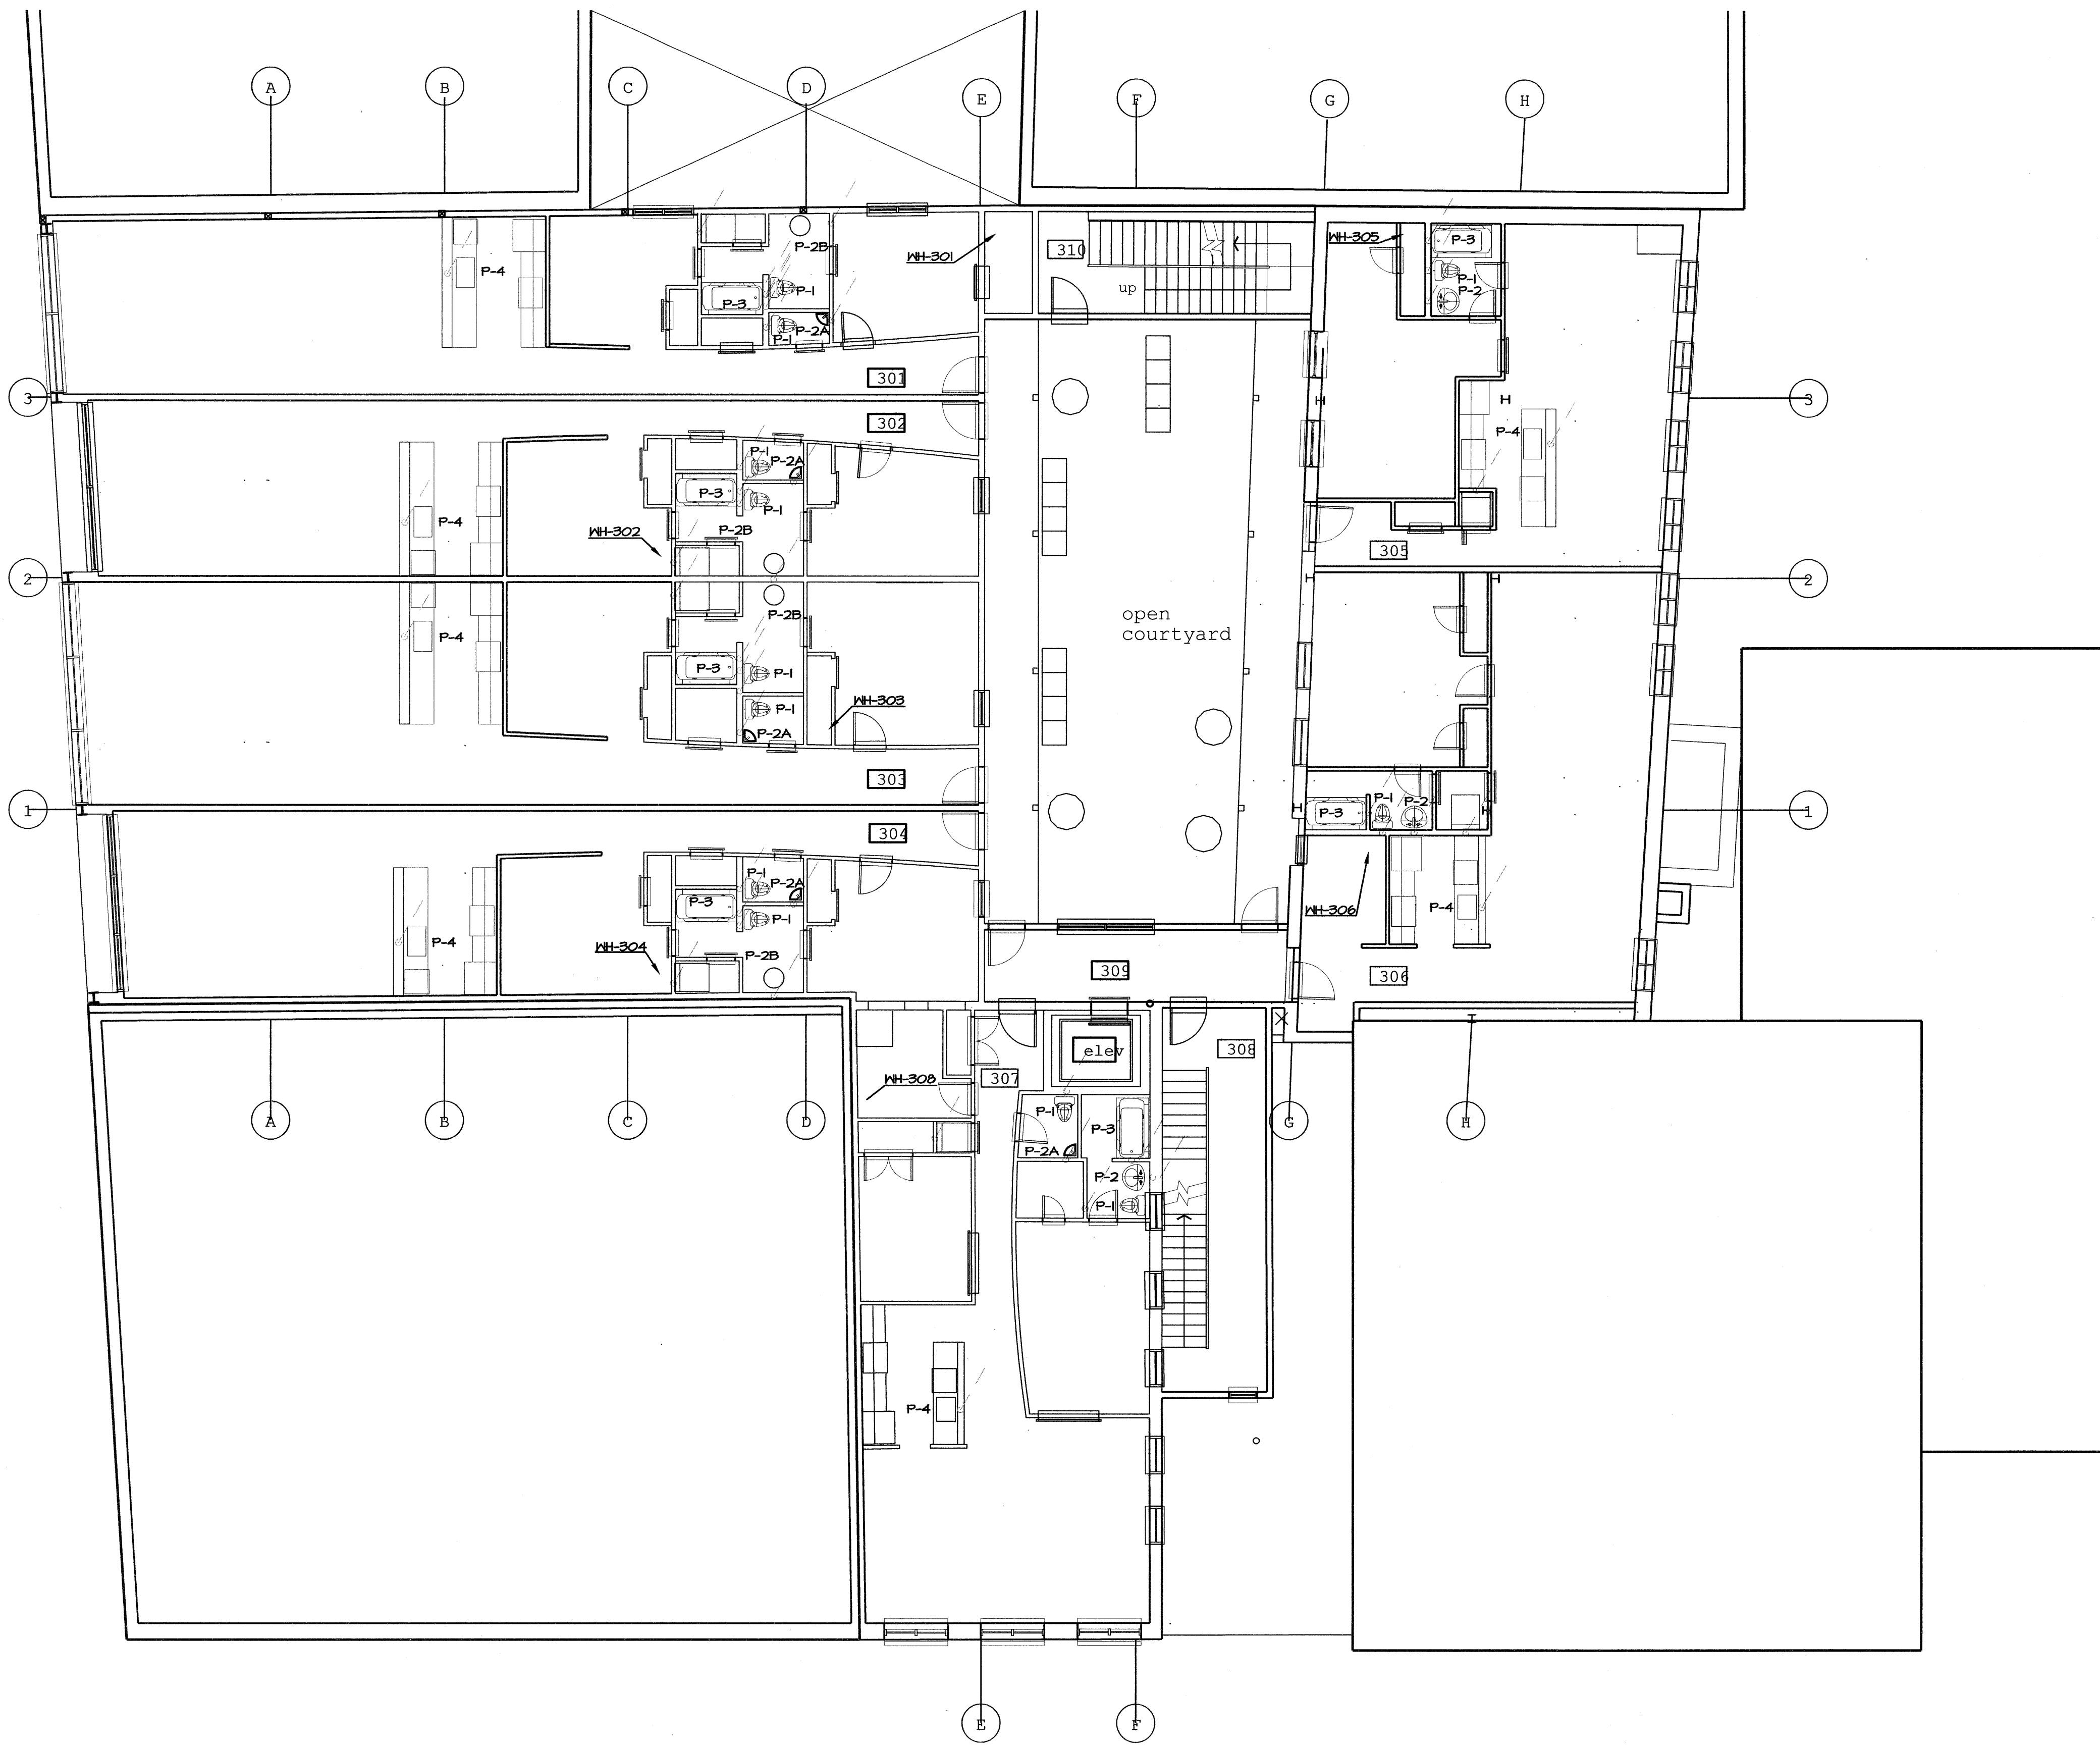 A B C D E F G H
P-2B
WH-301
310
up
P-4
P-3
P-1
P-2A
P-1
WH-305
P-3
P-1
P-2
301
3
3
302
P-1
P-2A
P-3
P-1
P-4
P-2B
WH-302
P-4
305
2
2
open
courtyard
P-4
P-2B
P-3
P-1
P-1
WH-303
P-2A
303
1
1
304
P-3
P-1
P-2
P-1
P-2A
P-3
P-1
P-4
WH-304
P-2B
WH-306
P-4
309
306
elev
308
WH-308
307
A B C D G H
P-1
P-3
P-2A
P-2
P-1
P-4
E F